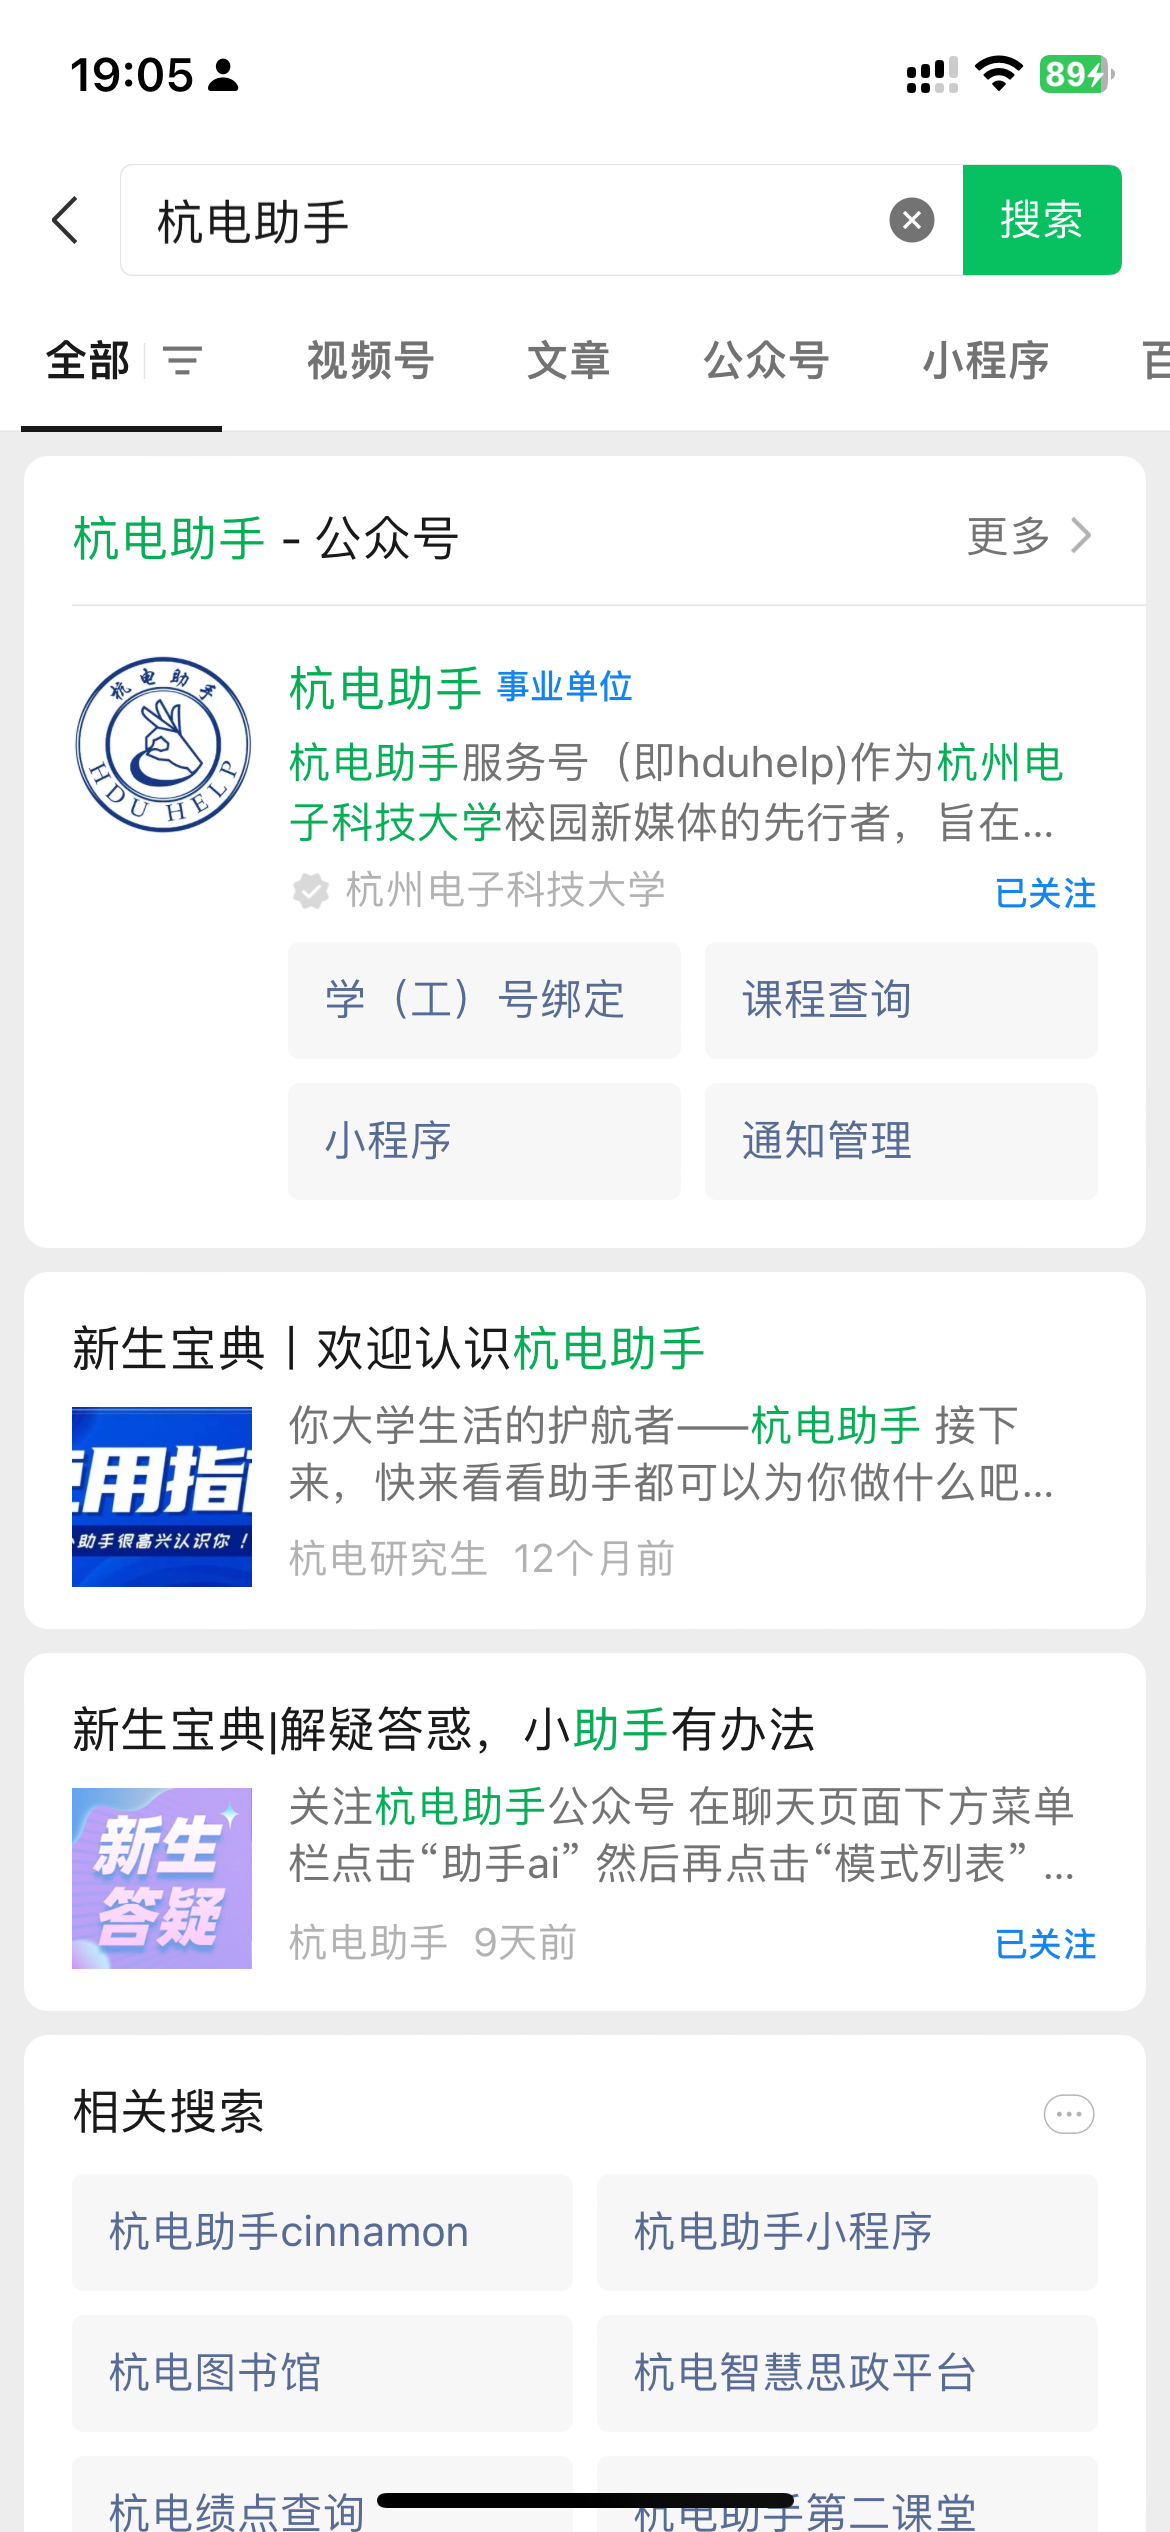 19:05
89
杭电助手
搜索
全部
视频号
文章
公众号
小程序
杭电助手 - 公众号
更多
杭电助手
HDU HELP
杭电助手 事业单位
杭电助手服务号（即hduhelp)作为杭州电
子科技大学校园新媒体的先行者，旨在...
杭州电子科技大学
已关注
学（工）号绑定
课程查询
小程序
通知管理
新生宝典丨欢迎认识杭电助手
用指
助手很高兴认识你！
你大学生活的护航者——杭电助手 接下
来，快来看看助手都可以为你做什么吧...
杭电研究生 12个月前
新生宝典|解疑答惑，小助手有办法
新生
答疑
关注杭电助手公众号 在聊天页面下方菜单
栏点击“助手ai” 然后再点击“模式列表” ...
杭电助手 9天前
已关注
相关搜索
杭电助手cinnamon
杭电助手小程序
杭电图书馆
杭电智慧思政平台
杭电绩点查询
杭电助手第二课堂